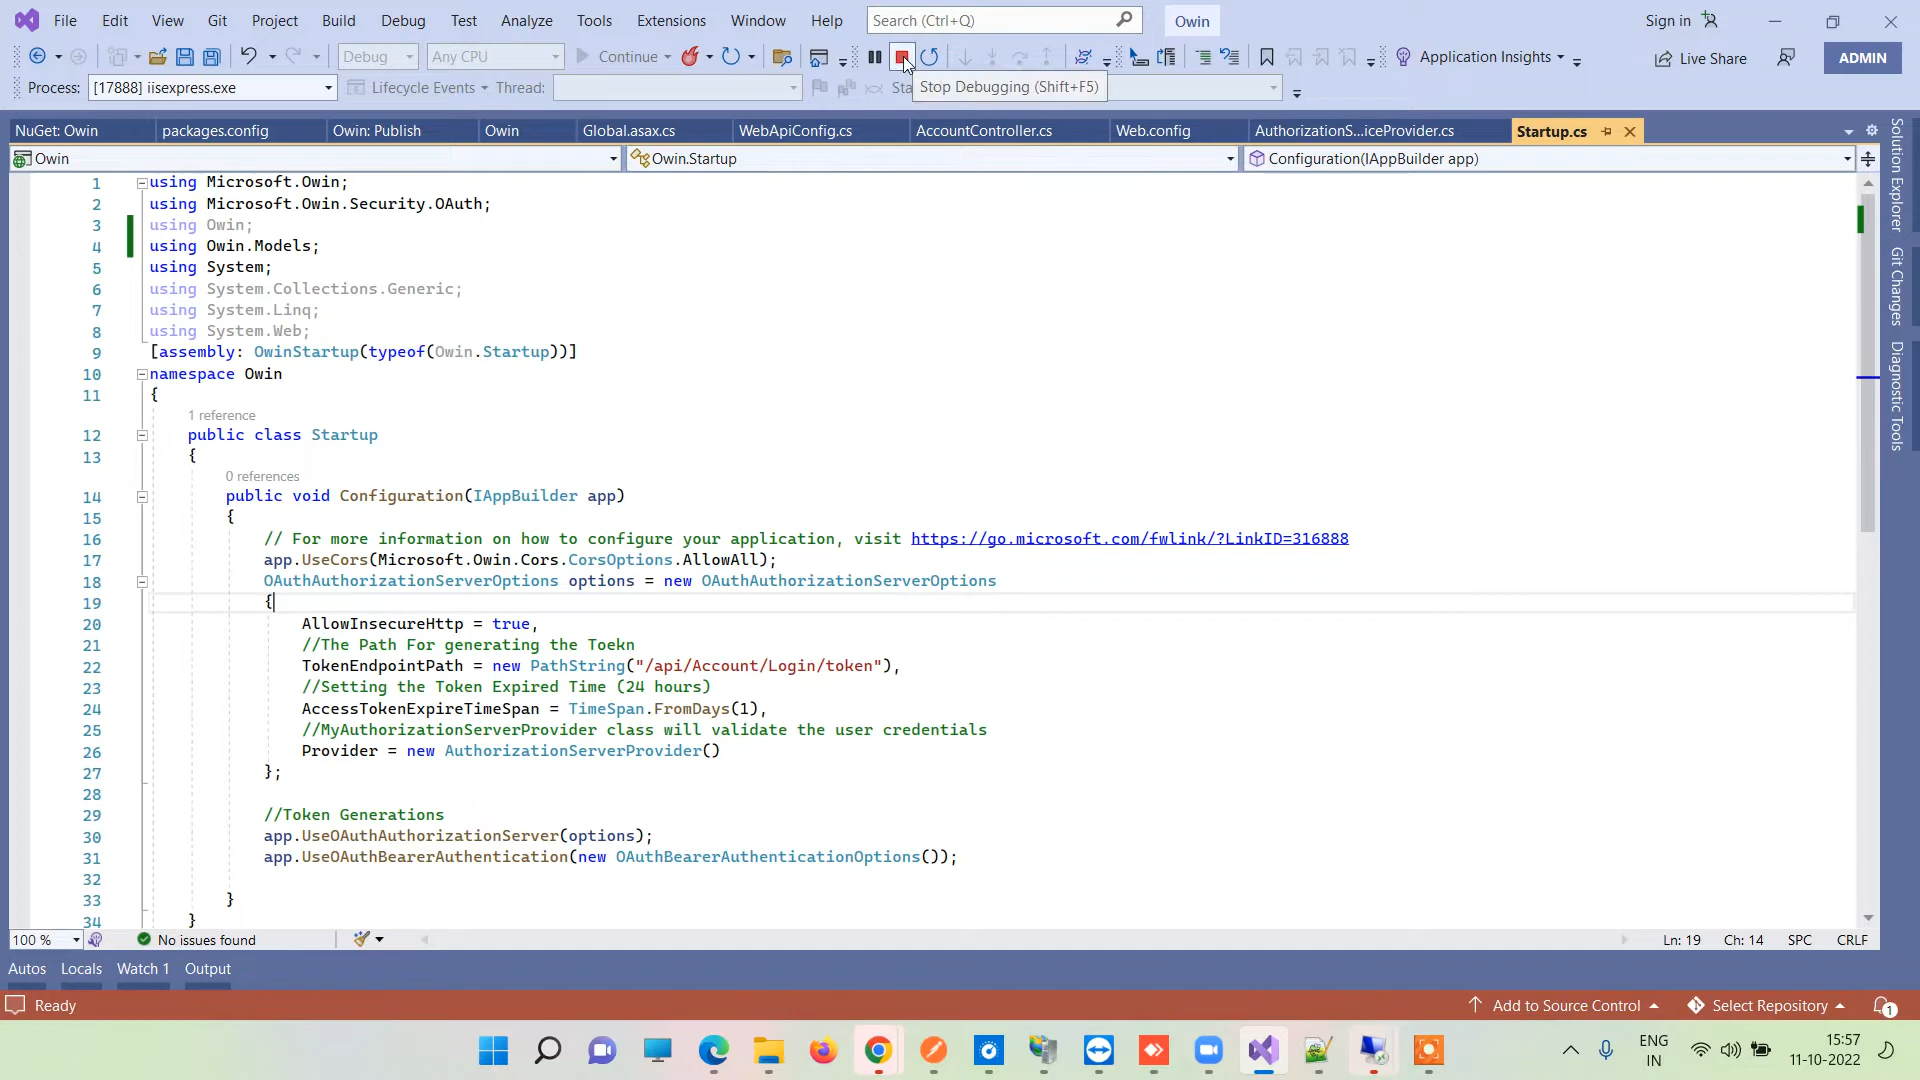 File Edit View Git Project Build Debug Test Analyze Tools Extensions Window Help Search (Ctrl+Q) Owin Sign in
Debug Any CPU Continue Application Insights Live Share ADMIN
Process: [17888] iisexpress.exe Lifecycle Events Thread: Sta Stop Debugging (Shift+F5)
NuGet: Owin packages.config Owin: Publish Owin Global.asax.cs WebApiConfig.cs AccountController.cs Web.config AuthorizationS...iceProvider.cs Startup.cs
Owin Owin.Startup Configuration(IAppBuilder app)
1 using Microsoft.Owin;
2 using Microsoft.Owin.Security.OAuth;
3 using Owin;
4 using Owin.Models;
5 using System;
6 using System.Collections.Generic;
7 using System.Linq;
8 using System.Web;
9 [assembly: OwinStartup(typeof(Owin.Startup))]
10 namespace Owin
11 {
1 reference
12 public class Startup
13 {
0 references
14 public void Configuration(IAppBuilder app)
15 {
16 // For more information on how to configure your application, visit https://go.microsoft.com/fwlink/?LinkID=316888
17 app.UseCors(Microsoft.Owin.Cors.CorsOptions.AllowAll);
18 OAuthAuthorizationServerOptions options = new OAuthAuthorizationServerOptions
19 {
20 AllowInsecureHttp = true,
21 //The Path For generating the Toekn
22 TokenEndpointPath = new PathString("/api/Account/Login/token"),
23 //Setting the Token Expired Time (24 hours)
24 AccessTokenExpireTimeSpan = TimeSpan.FromDays(1),
25 //MyAuthorizationServerProvider class will validate the user credentials
26 Provider = new AuthorizationServerProvider()
27 };
28
29 //Token Generations
30 app.UseOAuthAuthorizationServer(options);
31 app.UseOAuthBearerAuthentication(new OAuthBearerAuthenticationOptions());
32
33 }
34 }
100 % No issues found Ln: 19 Ch: 14 SPC CRLF
Autos Locals Watch 1 Output
Ready Add to Source Control Select Repository 1
Solution Explorer
Git Changes
Diagnostic Tools
ENG
IN
15:57
11-10-2022